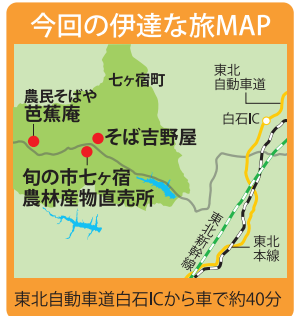 今回の伊達な旅MAP
七ヶ宿町
東北
自動車道
白石IC
農民そばや
芭蕉庵
そば吉野屋
旬の市七ヶ宿
農林産物直売所
東北新幹線
東北
本線
東北自動車道白石ICから車で約40分